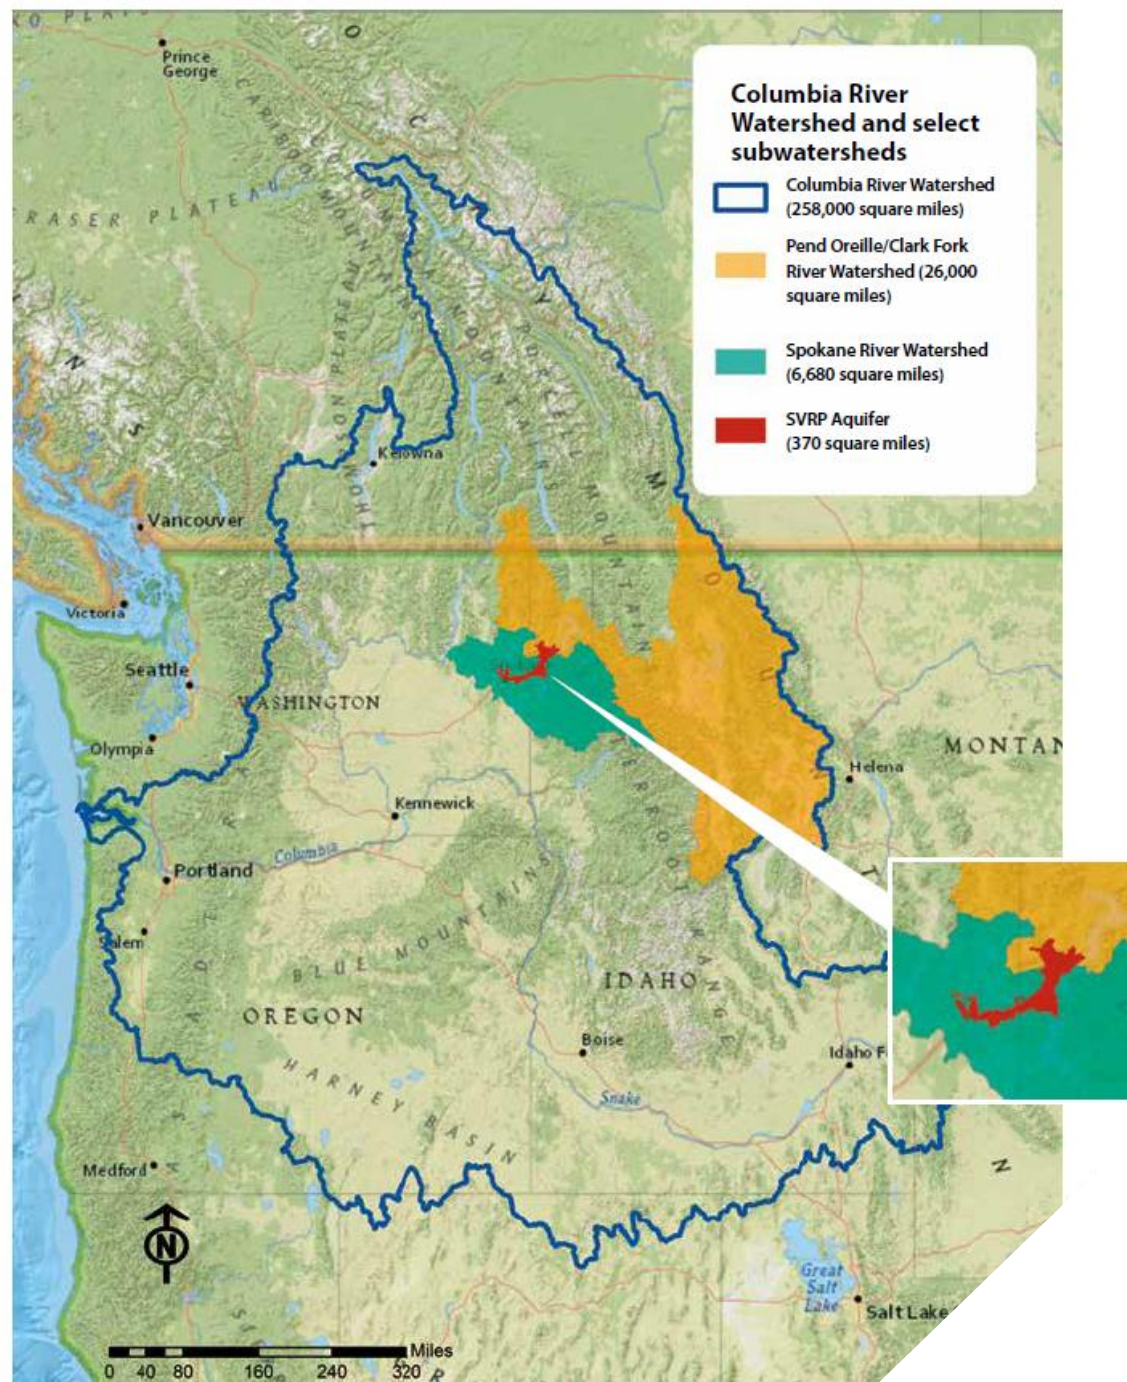 Prince
George
FRASER PLATEAU
Columbia River
Watershed and select
subwatersheds
Columbia River Watershed
(258,000 square miles)
Pend Oreille/Clark Fork
River Watershed (26,000
square miles)
Spokane River Watershed
(6,680 square miles)
SVRP Aquifer
(370 square miles)
Kelowna
Vancouver
Victoria
Seattle
WASHINGTON
Olympia
MONTAN
Helena
Kennewick
Columbia
Portland
Salem
BLUE MOUNTAINS
IDAHO
OREGON
Boise
Idaho F
HARNEY BASIN
Snake
Medford
N
Great
Salt
Lake
Salt Lake
Miles
0 40 80 160 240 320